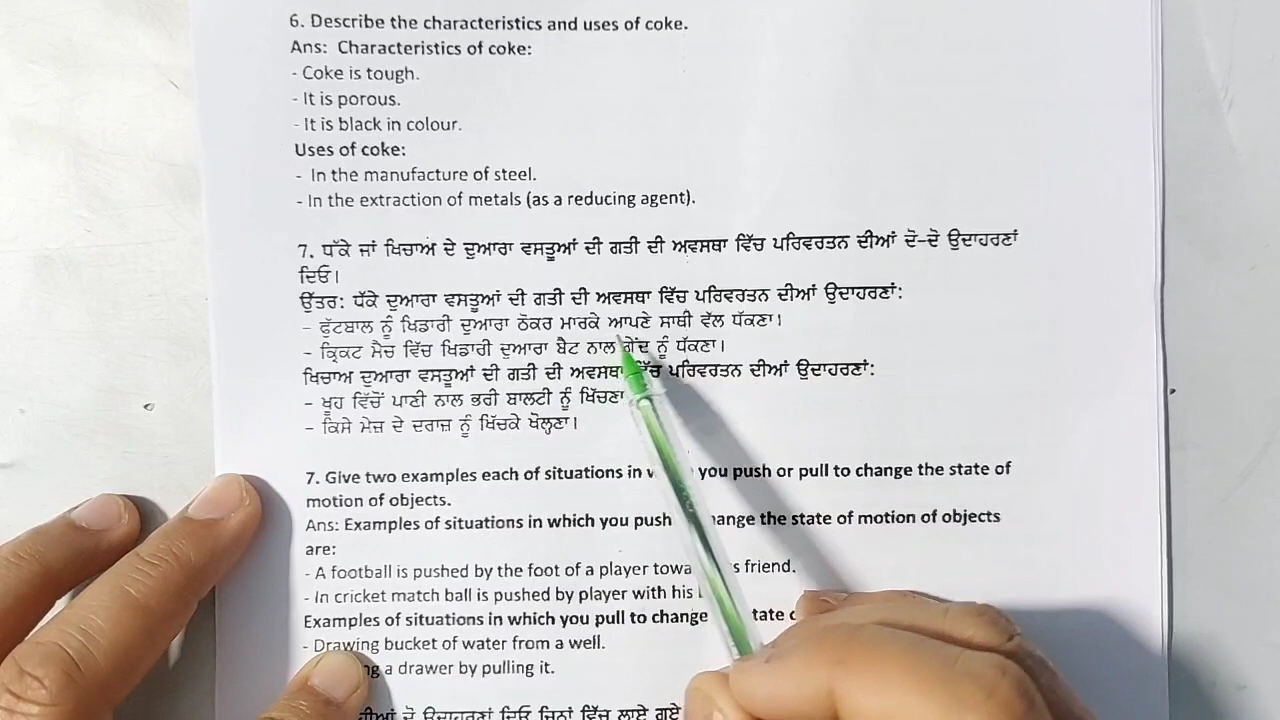 6. Describe the characteristics and uses of coke.
Ans: Characteristics of coke:
- Coke is tough.
- It is porous.
- It is black in colour.
Uses of coke:
- In the manufacture of steel.
- In the extraction of metals (as a reducing agent).
7. ਧੱਕੇ ਜਾਂ ਖਿਚਾਅ ਦੇ ਦੁਆਰਾ ਵਸਤੂਆਂ ਦੀ ਗਤੀ ਦੀ ਅਵਸਥਾ ਵਿੱਚ ਪਰਿਵਰਤਨ ਦੀਆਂ ਦੋ-ਦੋ ਉਦਾਹਰਣਾਂ
ਦਿਓ।
ਉੱਤਰ: ਧੱਕੇ ਦੁਆਰਾ ਵਸਤੂਆਂ ਦੀ ਗਤੀ ਦੀ ਅਵਸਥਾ ਵਿੱਚ ਪਰਿਵਰਤਨ ਦੀਆਂ ਉਦਾਹਰਣਾਂ:
- ਫੁੱਟਬਾਲ ਨੂੰ ਖਿਡਾਰੀ ਦੁਆਰਾ ਠੋਕਰ ਮਾਰਕੇ ਆਪਣੇ ਸਾਥੀ ਵੱਲ ਧੱਕਣਾ।
- ਕ੍ਰਿਕਟ ਮੈਚ ਵਿੱਚ ਖਿਡਾਰੀ ਦੁਆਰਾ ਬੈਟ ਨਾਲ ਗੇਂਦ ਨੂੰ ਧੱਕਣਾ।
ਖਿਚਾਅ ਦੁਆਰਾ ਵਸਤੂਆਂ ਦੀ ਗਤੀ ਦੀ ਅਵਸਥਾ ਵਿੱਚ ਪਰਿਵਰਤਨ ਦੀਆਂ ਉਦਾਹਰਣਾਂ:
- ਖੂਹ ਵਿੱਚੋਂ ਪਾਣੀ ਨਾਲ ਭਰੀ ਬਾਲਟੀ ਨੂੰ ਖਿੱਚਣਾ
- ਕਿਸੇ ਮੇਜ਼ ਦੇ ਦਰਾਜ਼ ਨੂੰ ਖਿੱਚਕੇ ਖੋਲ੍ਹਣਾ।
7. Give two examples each of situations in you push or pull to change the state of
motion of objects.
Ans: Examples of situations in which you push change the state of motion of objects
are:
- A football is pushed by the foot of a player friend.
- In cricket match ball is pushed by player with his
Examples of situations in which you pull to change
- Drawing bucket of water from a well.
a drawer by pulling it.
ਦੋ ਉਦਾਹਰਣਾਂ ਦਿਓ ਜਿਨਾਂ ਵਿੱਚ ਲਾਏ ਗਏ